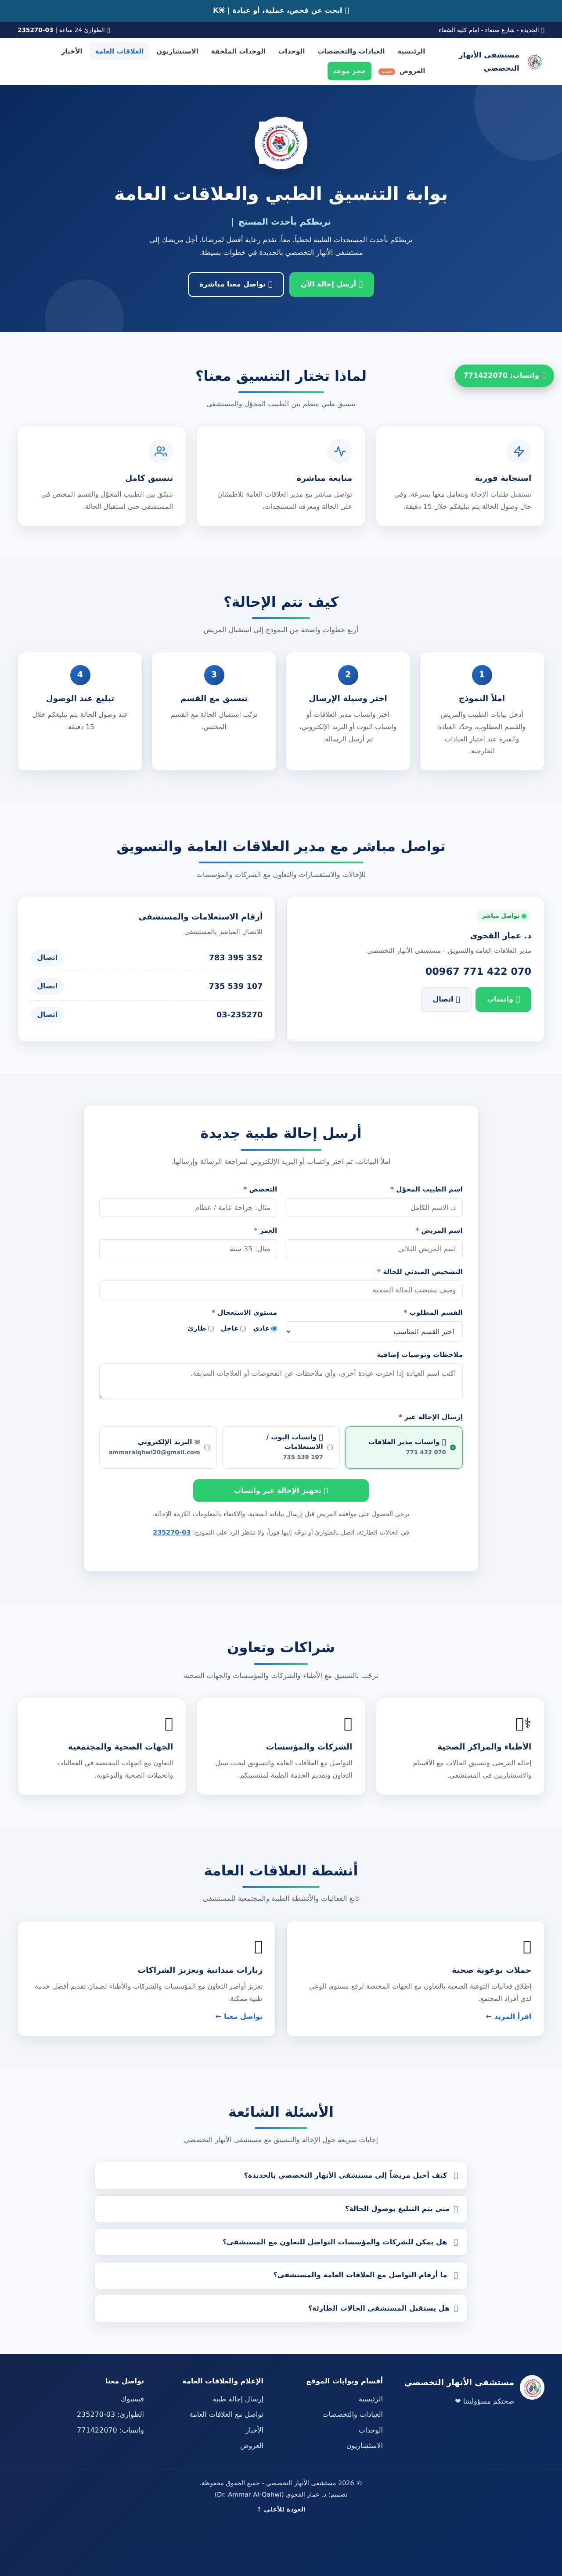 ابحث عن فحص، عملية، أو عيادة | ⌘K
الحديدة - شارع صنعاء - أمام كلية الشفاء
الطوارئ 24 ساعة | 03-235270
مستشفى الأنهار
التخصصي
الرئيسية
العيادات والتخصصات
الوحدات
الوحدات الملحقة
الاستشاريون
العلاقات العامة
الأخبار
العروض جديد
حجز موعد
بوابة التنسيق الطبي والعلاقات العامة
نربطكم بأحدث المستج |
نربطكم بأحدث المستجدات الطبية لحظياً. معاً، نقدم رعاية أفضل لمرضانا. أحِل مريضك إلى
مستشفى الأنهار التخصصي بالحديدة في خطوات بسيطة.
أرسل إحالة الآن
تواصل معنا مباشرة
واتساب: 771422070
لماذا تختار التنسيق معنا؟
تنسيق طبي منظم بين الطبيب المحوّل والمستشفى
استجابة فورية
نستقبل طلبات الإحالة ونتعامل معها بسرعة، وفي
حال وصول الحالة يتم تبليغكم خلال 15 دقيقة.
متابعة مباشرة
تواصل مباشر مع مدير العلاقات العامة للاطمئنان
على الحالة ومعرفة المستجدات.
تنسيق كامل
ننسّق بين الطبيب المحوّل والقسم المختص في
المستشفى حتى استقبال الحالة.
كيف تتم الإحالة؟
أربع خطوات واضحة من النموذج إلى استقبال المريض
1
املأ النموذج
أدخل بيانات الطبيب والمريض
والقسم المطلوب، وحدّد العيادة
والفترة عند اختيار العيادات
الخارجية.
2
اختر وسيلة الإرسال
اختر واتساب مدير العلاقات أو
واتساب البوت أو البريد الإلكتروني،
ثم أرسل الرسالة.
3
تنسيق مع القسم
نرتّب استقبال الحالة مع القسم
المختص.
4
تبليغ عند الوصول
عند وصول الحالة يتم تبليغكم خلال
15 دقيقة.
تواصل مباشر مع مدير العلاقات العامة والتسويق
للإحالات والاستفسارات والتعاون مع الشركات والمؤسسات
تواصل مباشر
د. عمار القحوي
مدير العلاقات العامة والتسويق - مستشفى الأنهار التخصصي
00967 771 422 070
واتساب
اتصال
أرقام الاستعلامات والمستشفى
للاتصال المباشر بالمستشفى
783 395 352
اتصال
735 539 107
اتصال
03-235270
اتصال
أرسل إحالة طبية جديدة
املأ البيانات، ثم اختر واتساب أو البريد الإلكتروني لمراجعة الرسالة وإرسالها.
اسم الطبيب المحوّل *
التخصص *
د. الاسم الكامل
مثال: جراحة عامة / عظام
اسم المريض *
العمر *
اسم المريض الثلاثي
مثال: 35 سنة
التشخيص المبدئي للحالة *
وصف مقتضب للحالة الصحية
القسم المطلوب *
مستوى الاستعجال *
اختر القسم المناسب
عادي
عاجل
طارئ
ملاحظات وتوصيات إضافية
اكتب اسم العيادة إذا اخترت عيادة أخرى، وأي ملاحظات عن الفحوصات أو العلاجات السابقة.
إرسال الإحالة عبر *
واتساب مدير العلاقات
771 422 070
واتساب البوت /
الاستعلامات
735 539 107
✉ البريد الإلكتروني
ammaralqhwi20@gmail.com
تجهيز الإحالة عبر واتساب
يرجى الحصول على موافقة المريض قبل إرسال بياناته الصحية، والاكتفاء بالمعلومات اللازمة للإحالة.
في الحالات الطارئة، اتصل بالطوارئ أو توجّه إليها فوراً، ولا تنتظر الرد على النموذج: 03-235270
شراكات وتعاون
نرحّب بالتنسيق مع الأطباء والشركات والمؤسسات والجهات الصحية
الأطباء والمراكز الصحية
إحالة المرضى وتنسيق الحالات مع الأقسام
والاستشاريين في المستشفى.
الشركات والمؤسسات
التواصل مع العلاقات العامة والتسويق لبحث سبل
التعاون وتقديم الخدمة الطبية لمنتسبيكم.
الجهات الصحية والمجتمعية
التعاون مع الجهات المختصة في الفعاليات
والحملات الصحية والتوعوية.
أنشطة العلاقات العامة
تابع الفعاليات والأنشطة الطبية والمجتمعية للمستشفى
حملات توعوية صحية
إطلاق فعاليات التوعية الصحية بالتعاون مع الجهات المختصة لرفع مستوى الوعي
لدى أفراد المجتمع.
اقرأ المزيد ←
زيارات ميدانية وتعزيز الشراكات
تعزيز أواصر التعاون مع المؤسسات والشركات والأطباء لضمان تقديم أفضل خدمة
طبية ممكنة.
تواصل معنا ←
الأسئلة الشائعة
إجابات سريعة حول الإحالة والتنسيق مع مستشفى الأنهار التخصصي
كيف أحيل مريضاً إلى مستشفى الأنهار التخصصي بالحديدة؟
متى يتم التبليغ بوصول الحالة؟
هل يمكن للشركات والمؤسسات التواصل للتعاون مع المستشفى؟
ما أرقام التواصل مع العلاقات العامة والمستشفى؟
هل يستقبل المستشفى الحالات الطارئة؟
مستشفى الأنهار التخصصي
صحتكم مسؤوليتنا ❤
أقسام وبوابات الموقع
الرئيسية
العيادات والتخصصات
الوحدات
الاستشاريون
الإعلام والعلاقات العامة
إرسال إحالة طبية
تواصل مع العلاقات العامة
الأخبار
العروض
تواصل معنا
فيسبوك
الطوارئ: 03-235270
واتساب: 771422070
© 2026 مستشفى الأنهار التخصصي - جميع الحقوق محفوظة.
تصميم: د. عمار القحوي (Dr. Ammar Al-Qahwi)
العودة للأعلى ↑